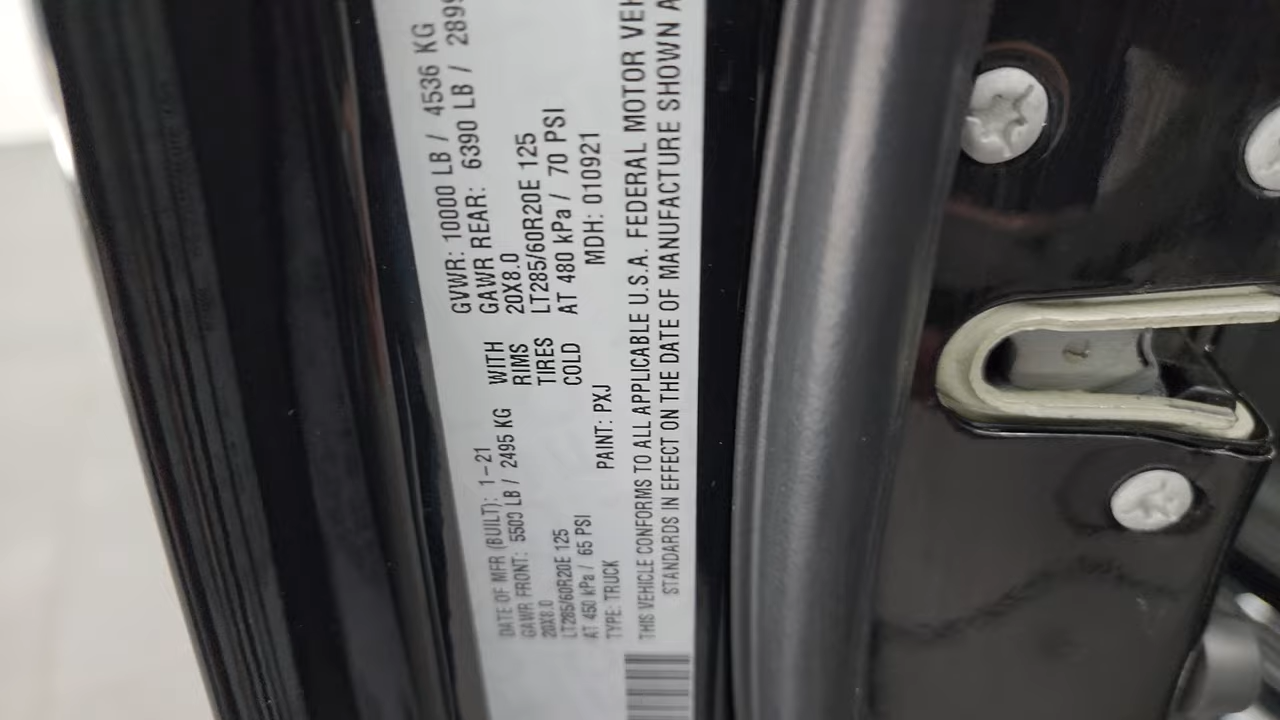 DATE OF MFR (BUILT): 1-21 GVWR: 10000 LB / 4536 KG
GAWR FRONT: 5500 LB / 2495 KG WITH GAWR REAR: 6390 LB /
20X8.0 RIMS 20X8.0
LT285/60R20E 125 TIRES LT285/60R20E 125
AT 450 kPa / 65 PSI COLD AT 480 kPa / 70 PSI
TYPE: TRUCK PAINT: PXJ MDH: 010921
THIS VEHICLE CONFORMS TO ALL APPLICABLE U.S.A. FEDERAL MOTOR
STANDARDS IN EFFECT ON THE DATE OF MANUFACTURE SHOWN